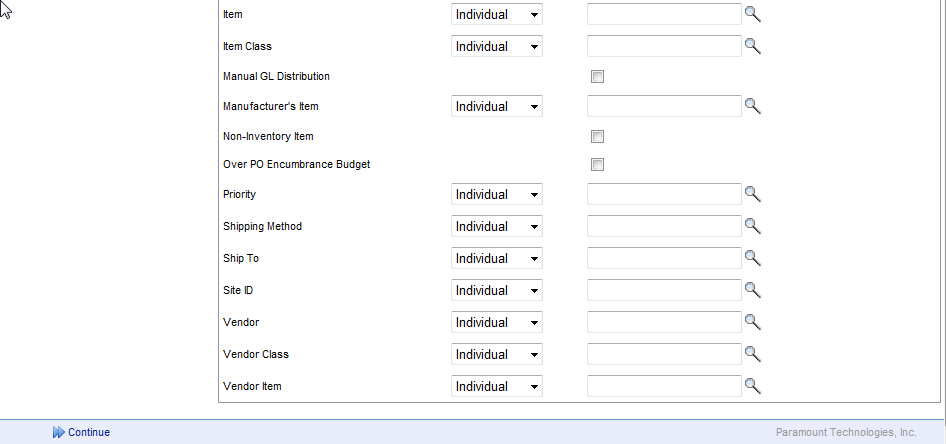 Item Individual
Item Class Individual
Manual GL Distribution
Manufacturer's Item Individual
Non-Inventory Item
Over PO Encumbrance Budget
Priority Individual
Shipping Method Individual
Ship To Individual
Site ID Individual
Vendor Individual
Vendor Class Individual
Vendor Item Individual
Continue Paramount Technologies, Inc.